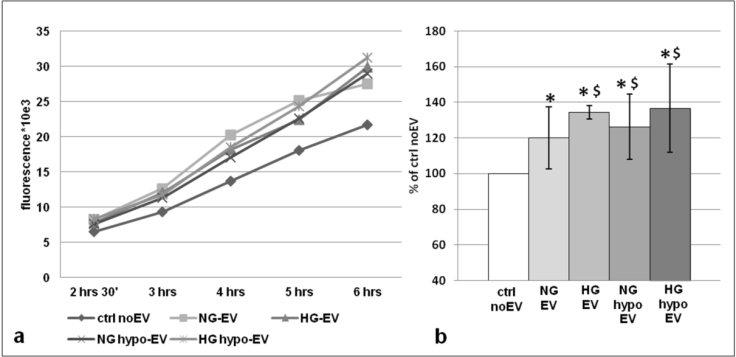 35
30
25
20
15
10
5
0
fluorescence*10e3
2 hrs 30' 3 hrs 4 hrs 5 hrs 6 hrs
ctrl noEV NG-EV HG-EV
NG hypo-EV HG hypo-EV
a
180
160
140
120
100
80
60
40
% of ctrl noEV
* * $ * $ * $
ctrl noEV
NG EV
HG EV
NG hypo EV
HG hypo EV
b